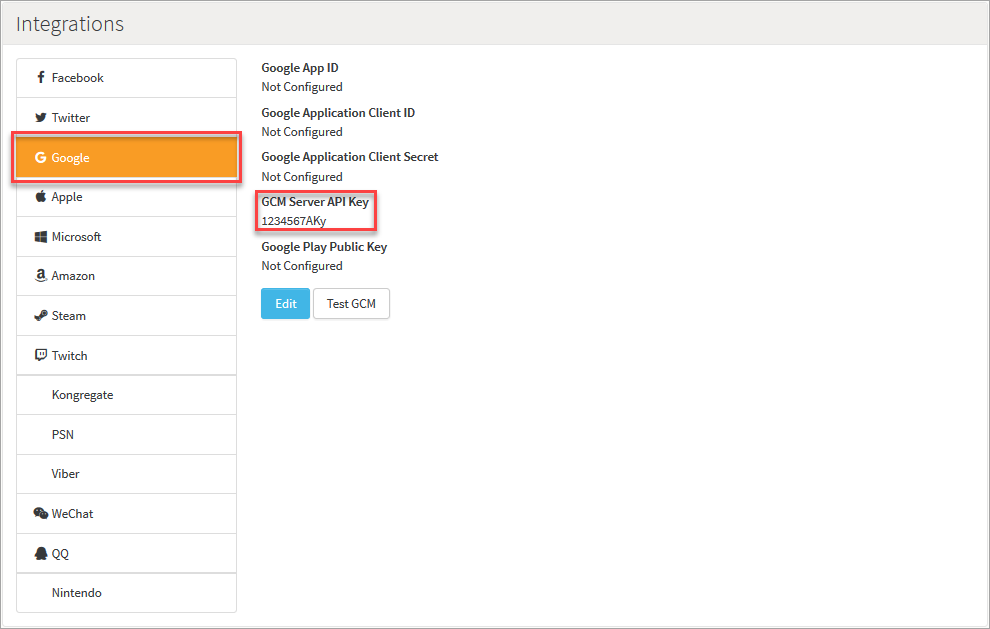 Integrations
Facebook
Twitter
Google
Apple
Microsoft
Amazon
Steam
Twitch
Kongregate
PSN
Viber
WeChat
QQ
Nintendo
Google App ID
Not Configured
Google Application Client ID
Not Configured
Google Application Client Secret
Not Configured
GCM Server API Key
1234567AKy
Google Play Public Key
Not Configured
Edit
Test GCM